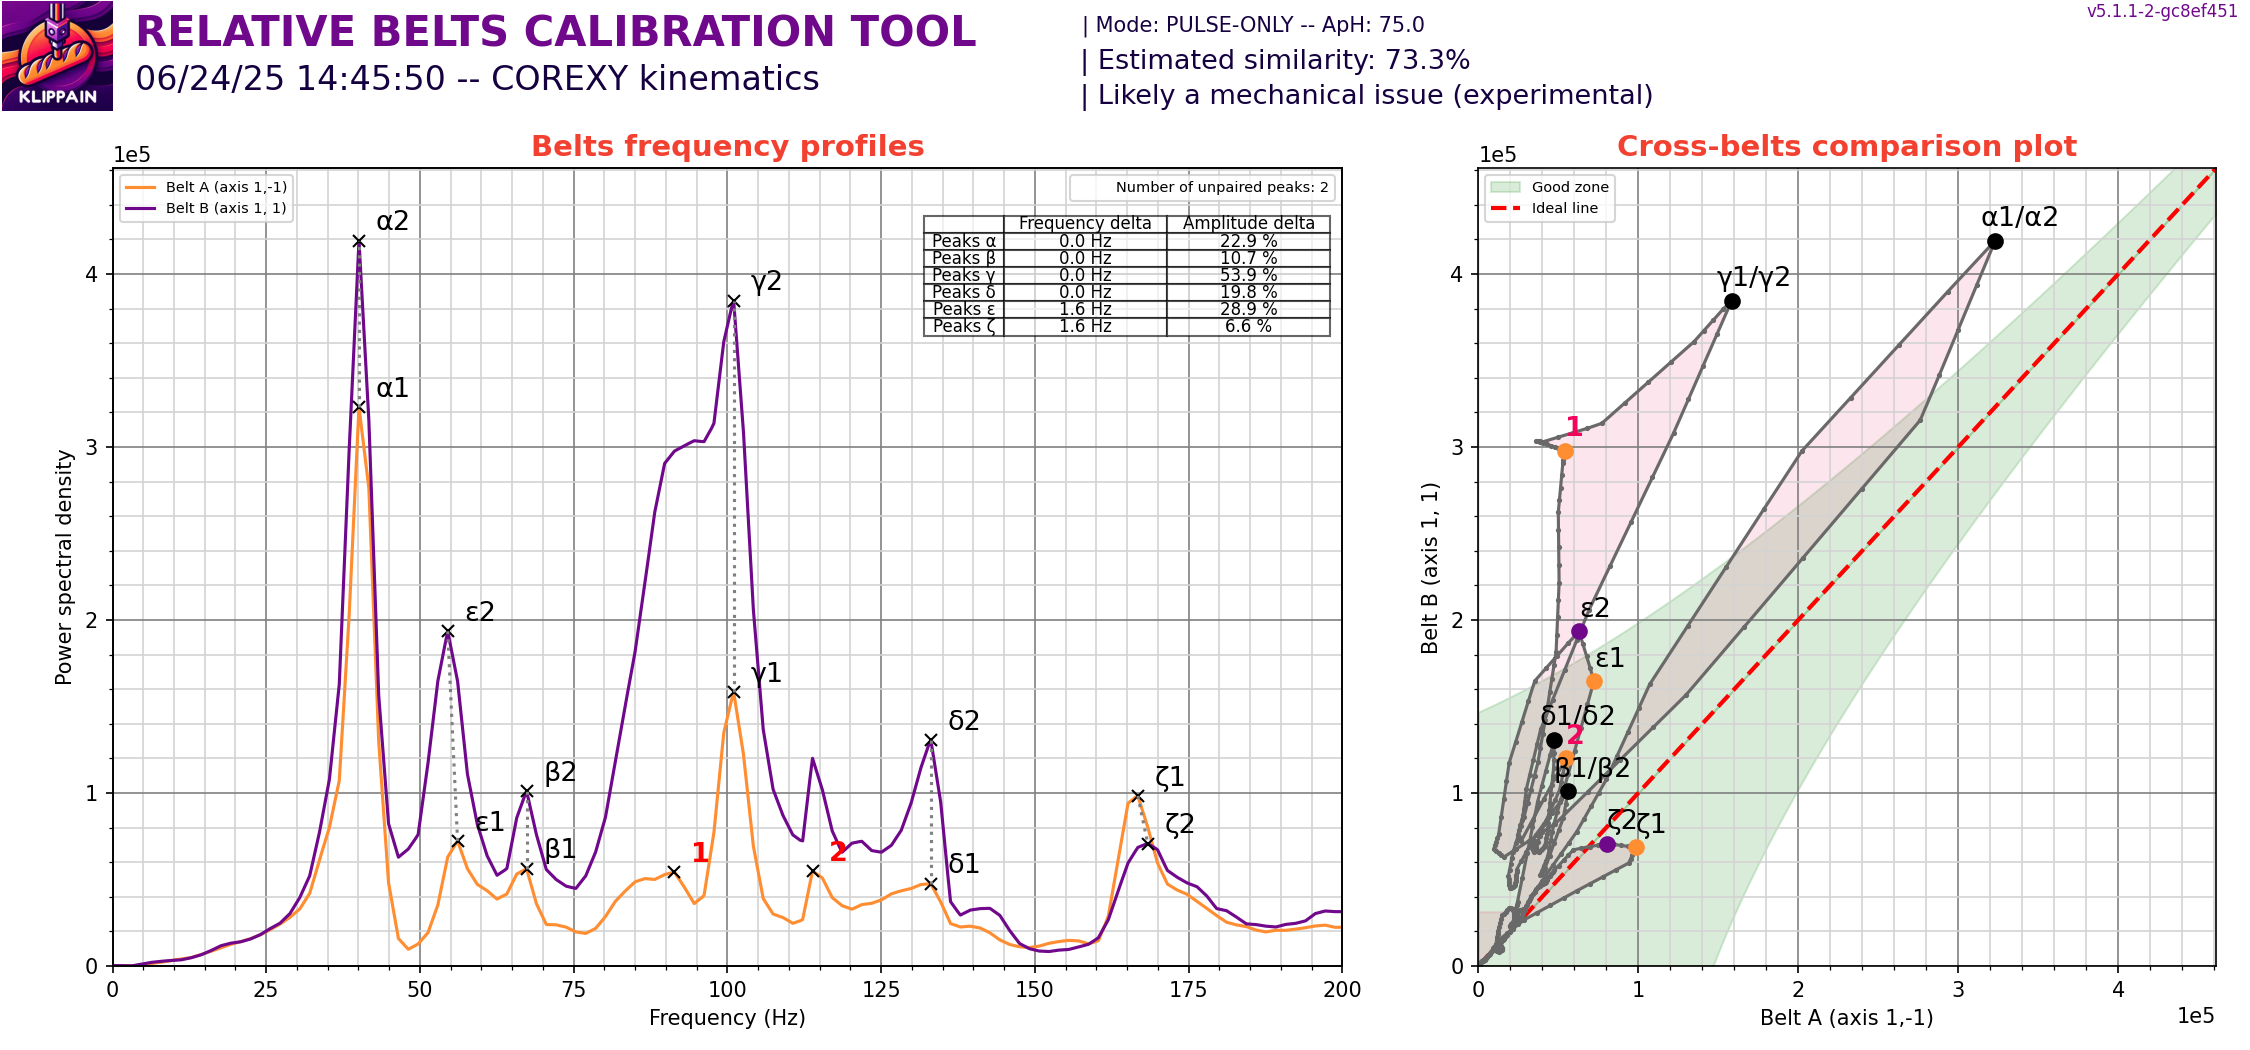 KLIPPAIN
RELATIVE BELTS CALIBRATION TOOL
06/24/25 14:45:50 -- COREXY kinematics
| Mode: PULSE-ONLY -- ApH: 75.0
| Estimated similarity: 73.3%
| Likely a mechanical issue (experimental)
v5.1.1-2-gc8ef451
Belts frequency profiles
1e5
Belt A (axis 1,-1)
Belt B (axis 1, 1)
Number of unpaired peaks: 2
Frequency delta Amplitude delta
Peaks α 0.0 Hz 22.9 %
Peaks β 0.0 Hz 10.7 %
Peaks γ 0.0 Hz 53.9 %
Peaks δ 0.0 Hz 19.8 %
Peaks ε 1.6 Hz 28.9 %
Peaks ζ 1.6 Hz 6.6 %
α2
γ2
α1
ε2
γ1
δ2
β2
ζ1
ε1
ζ2
β1
1
2
δ1
4
3
2
1
0
Power spectral density
0 25 50 75 100 125 150 175 200
Frequency (Hz)
Cross-belts comparison plot
1e5
Good zone
Ideal line
α1/α2
γ1/γ2
1
ε2
ε1
δ1/δ2
2
β1/β2
ζ2
ζ1
4
3
2
1
0
Belt B (axis 1, 1)
0 1 2 3 4
Belt A (axis 1,-1)
1e5